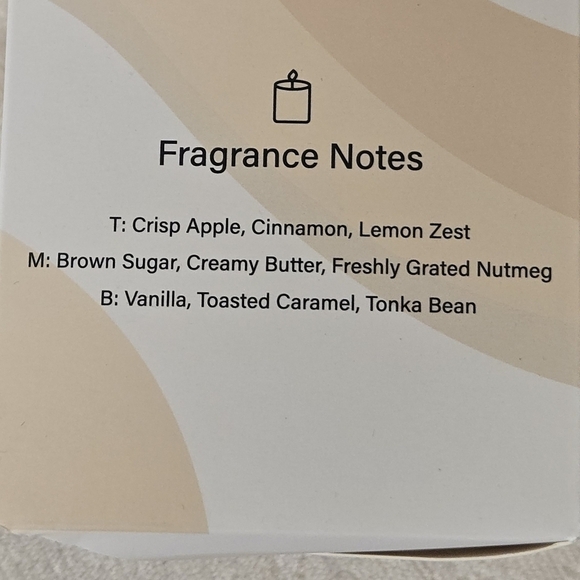 Fragrance Notes
T: Crisp Apple, Cinnamon, Lemon Zest
M: Brown Sugar, Creamy Butter, Freshly Grated Nutmeg
B: Vanilla, Toasted Caramel, Tonka Bean